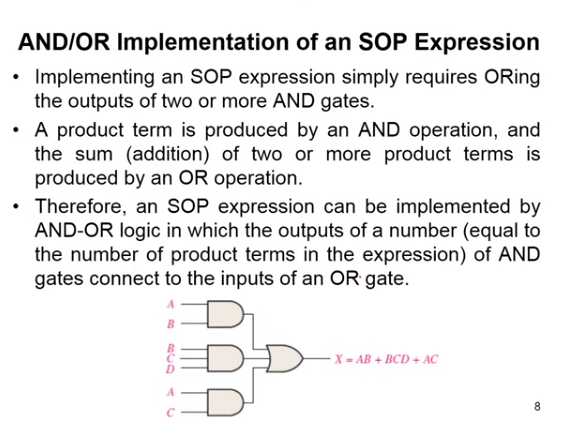 AND/OR Implementation of an SOP Expression
• Implementing an SOP expression simply requires ORing
the outputs of two or more AND gates.
• A product term is produced by an AND operation, and
the sum (addition) of two or more product terms is
produced by an OR operation.
• Therefore, an SOP expression can be implemented by
AND-OR logic in which the outputs of a number (equal to
the number of product terms in the expression) of AND
gates connect to the inputs of an OR gate.
A
B
B
C
D
X = AB + BCD + AC
A
C
8